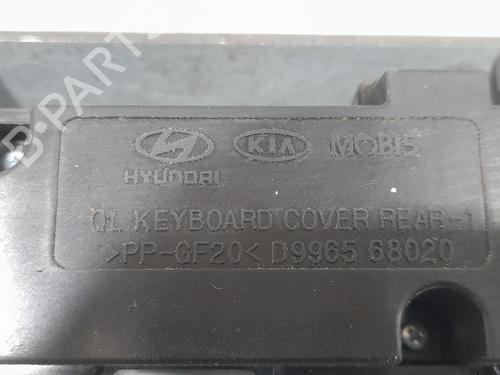 HYUNDAI
KIA
MOBIS
QL KEYBOARD COVER REAR-1
>PP-GF20< D9965 68020
B-PARTS